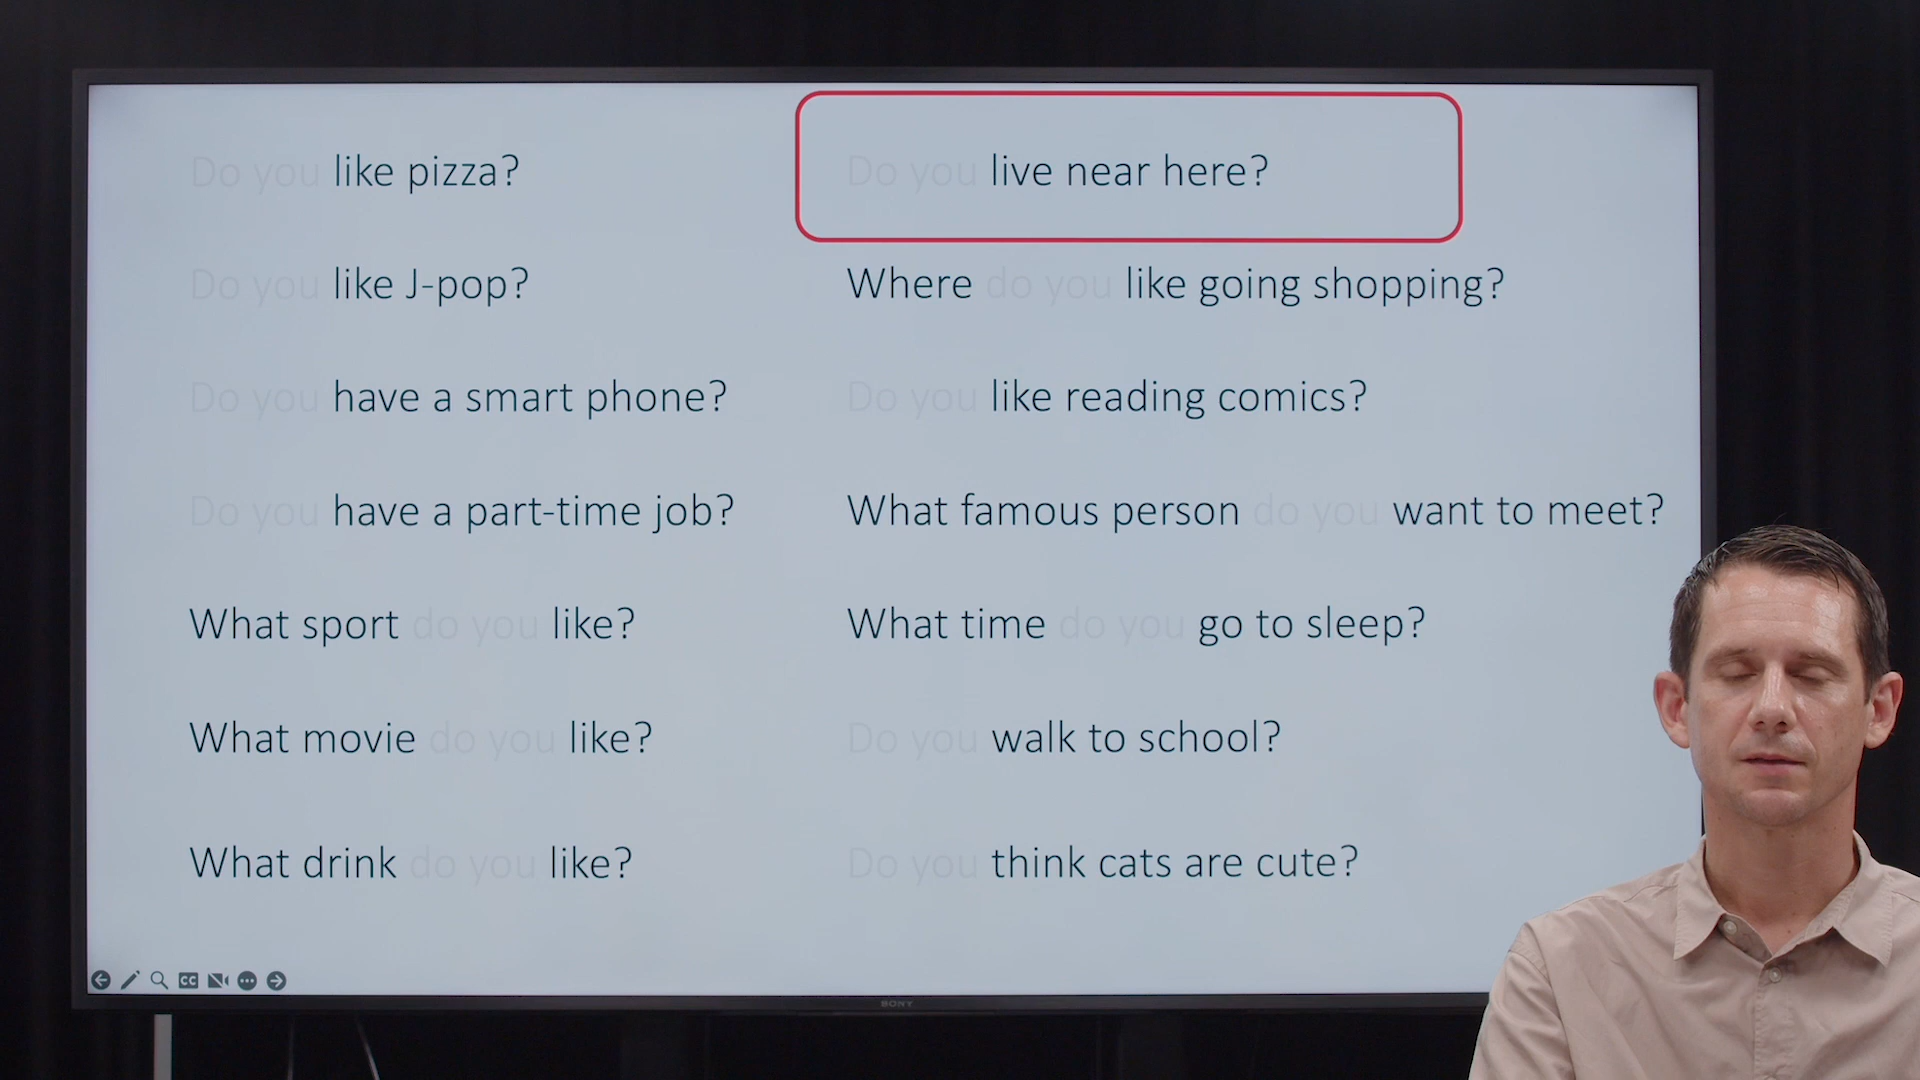 Do you like pizza?
Do you like J-pop?
Do you have a smart phone?
Do you have a part-time job?
What sport do you like?
What movie do you like?
What drink do you like?
Do you live near here?
Where do you like going shopping?
Do you like reading comics?
What famous person do you want to meet?
What time do you go to sleep?
Do you walk to school?
Do you think cats are cute?
CC
SONY